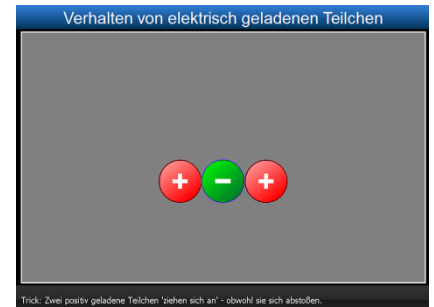 Verhalten von elektrisch geladenen Teilchen
+ − +
Trick: Zwei positiv geladene Teilchen 'ziehen sich an' - obwohl sie sich abstoßen.